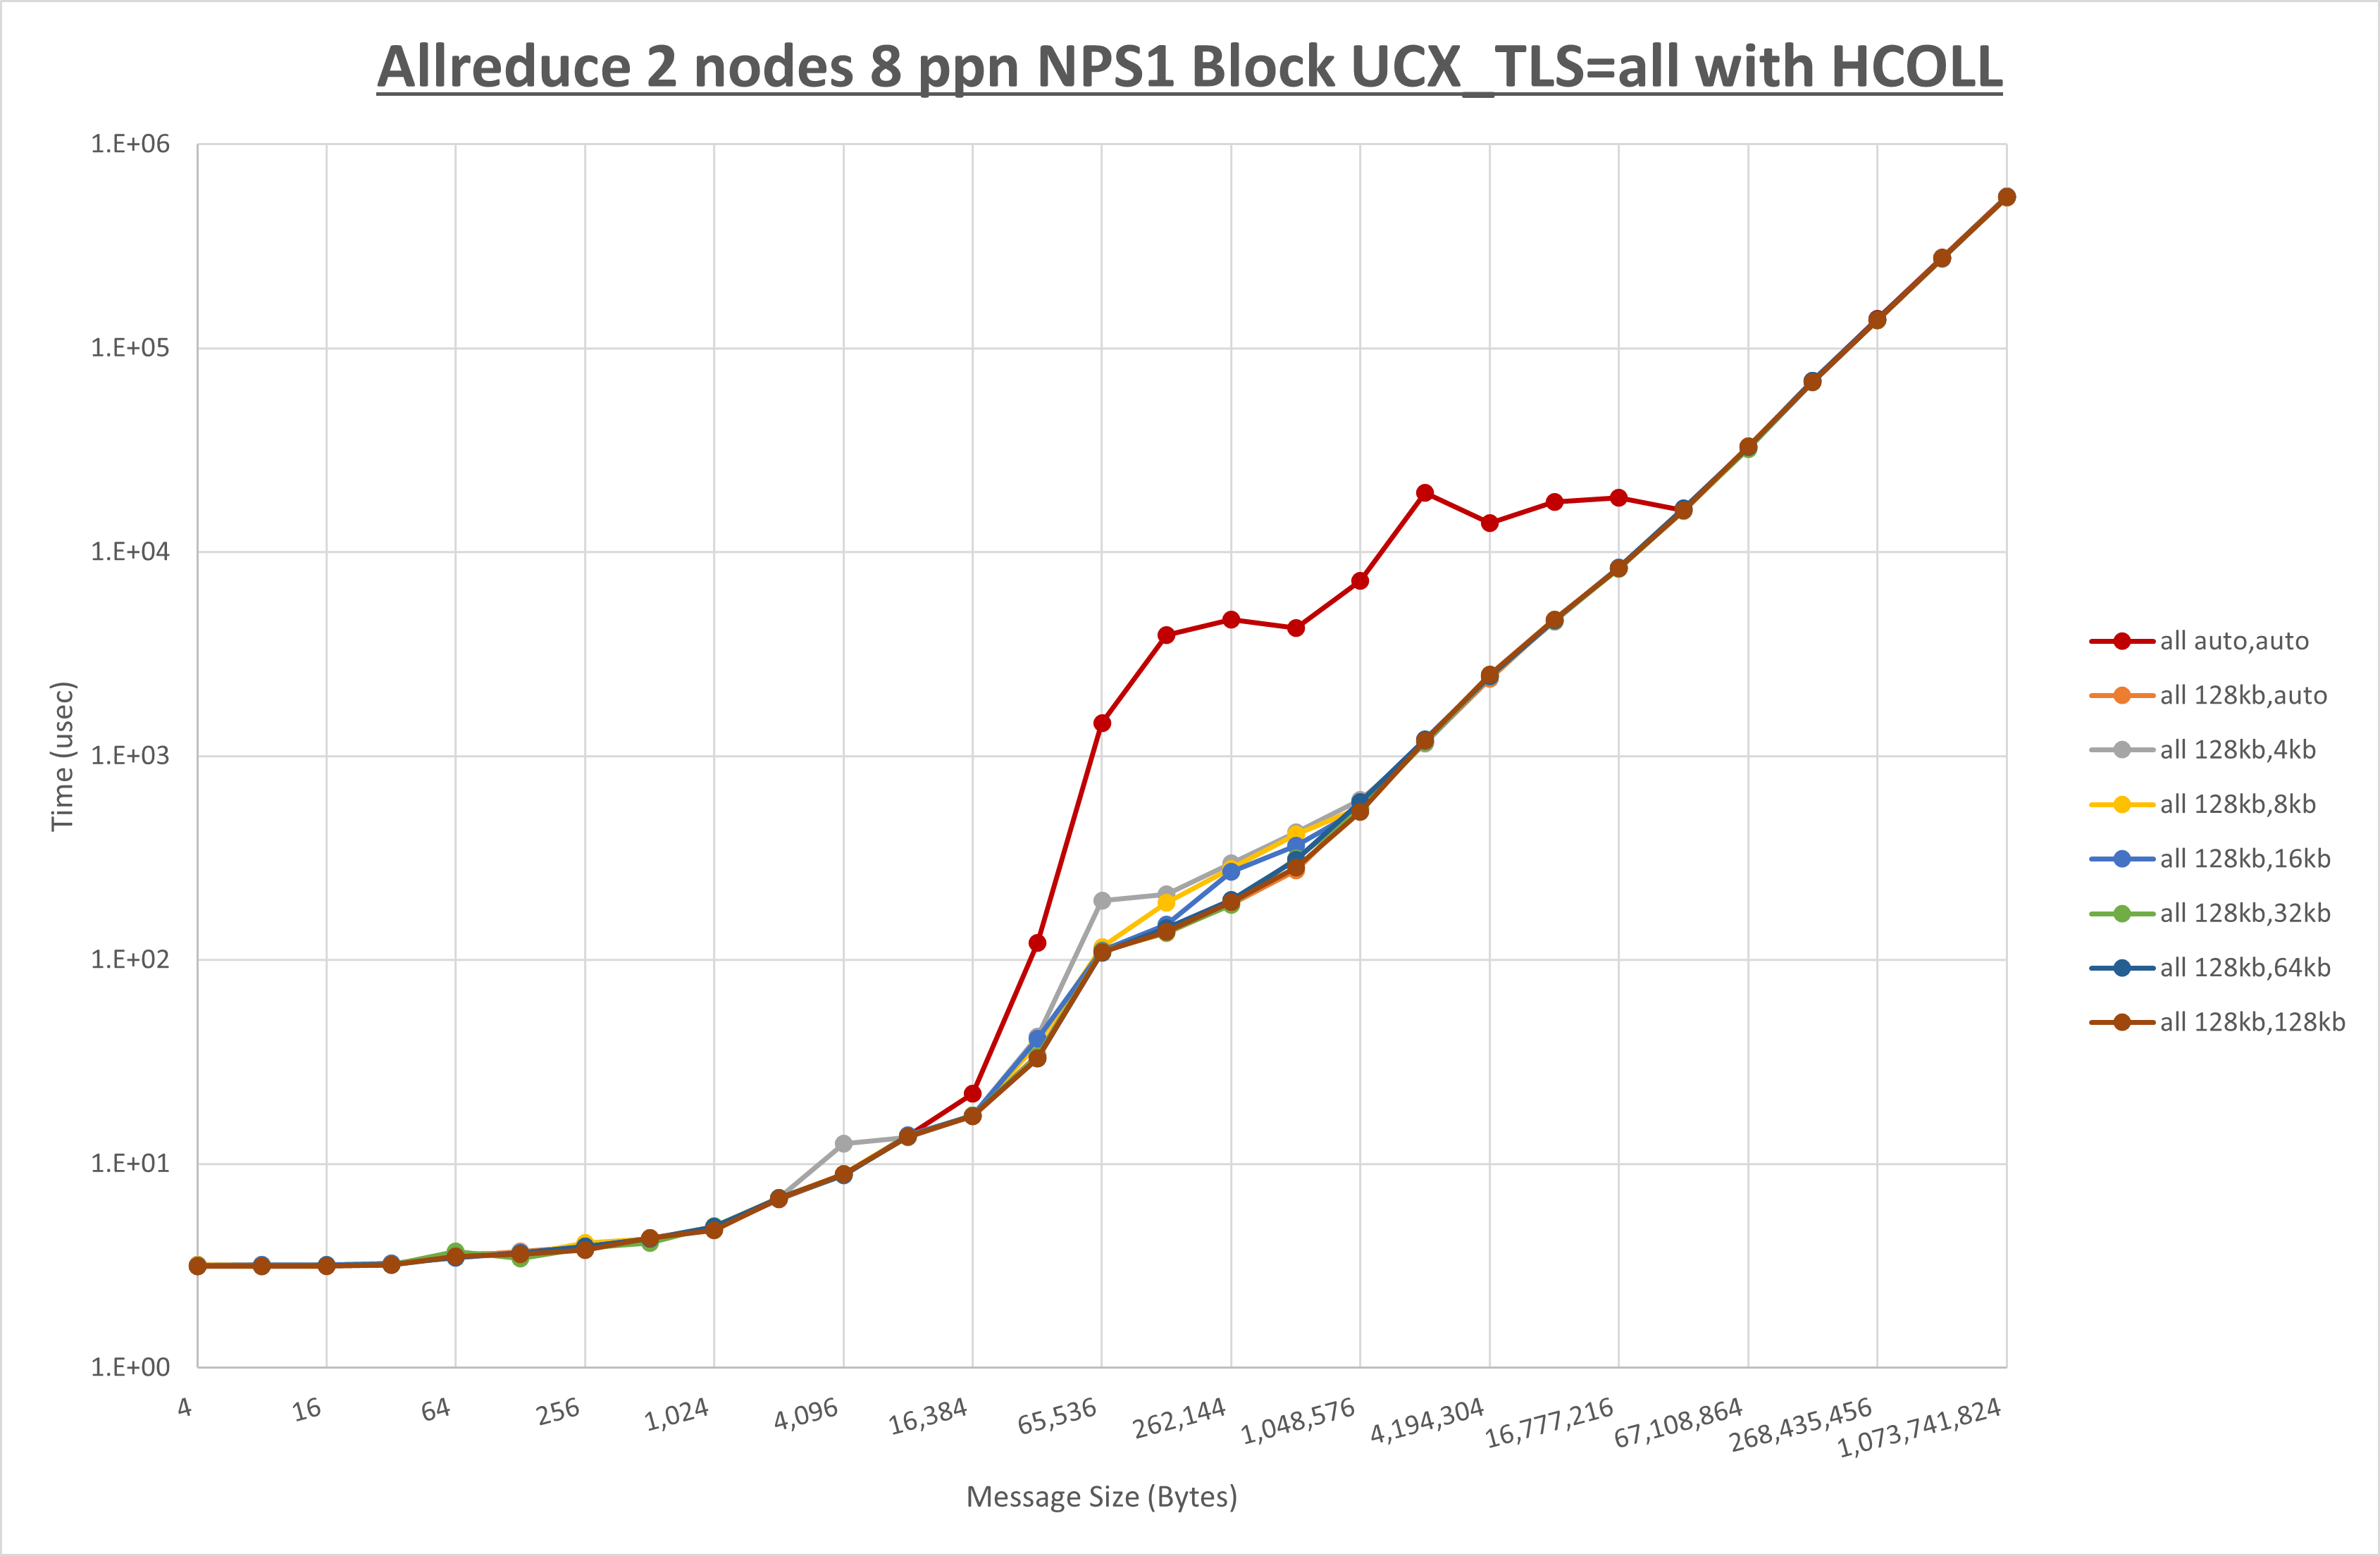 Allreduce 2 nodes 8 ppn NPS1 Block UCX_TLS=all with HCOLL
1.E+06
1.E+05
1.E+04
1.E+03
1.E+02
1.E+01
1.E+00
Time (usec)
4
16
64
256
1,024
4,096
16,384
65,536
262,144
1,048,576
4,194,304
16,777,216
67,108,864
268,435,456
1,073,741,824
Message Size (Bytes)
all auto,auto
all 128kb,auto
all 128kb,4kb
all 128kb,8kb
all 128kb,16kb
all 128kb,32kb
all 128kb,64kb
all 128kb,128kb